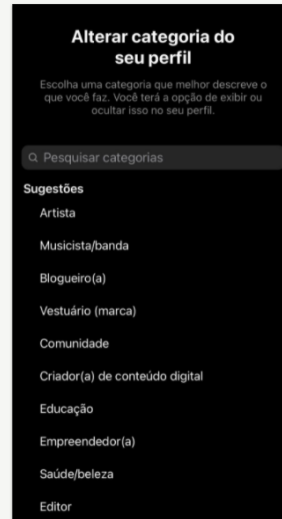 Alterar categoria do
seu perfil
Escolha uma categoria que melhor descreve o
que você faz. Você terá a opção de exibir ou
ocultar isso no seu perfil.
Pesquisar categorias
Sugestões
Artista
Musicista/banda
Blogueiro(a)
Vestuário (marca)
Comunidade
Criador(a) de conteúdo digital
Educação
Empreendedor(a)
Saúde/beleza
Editor